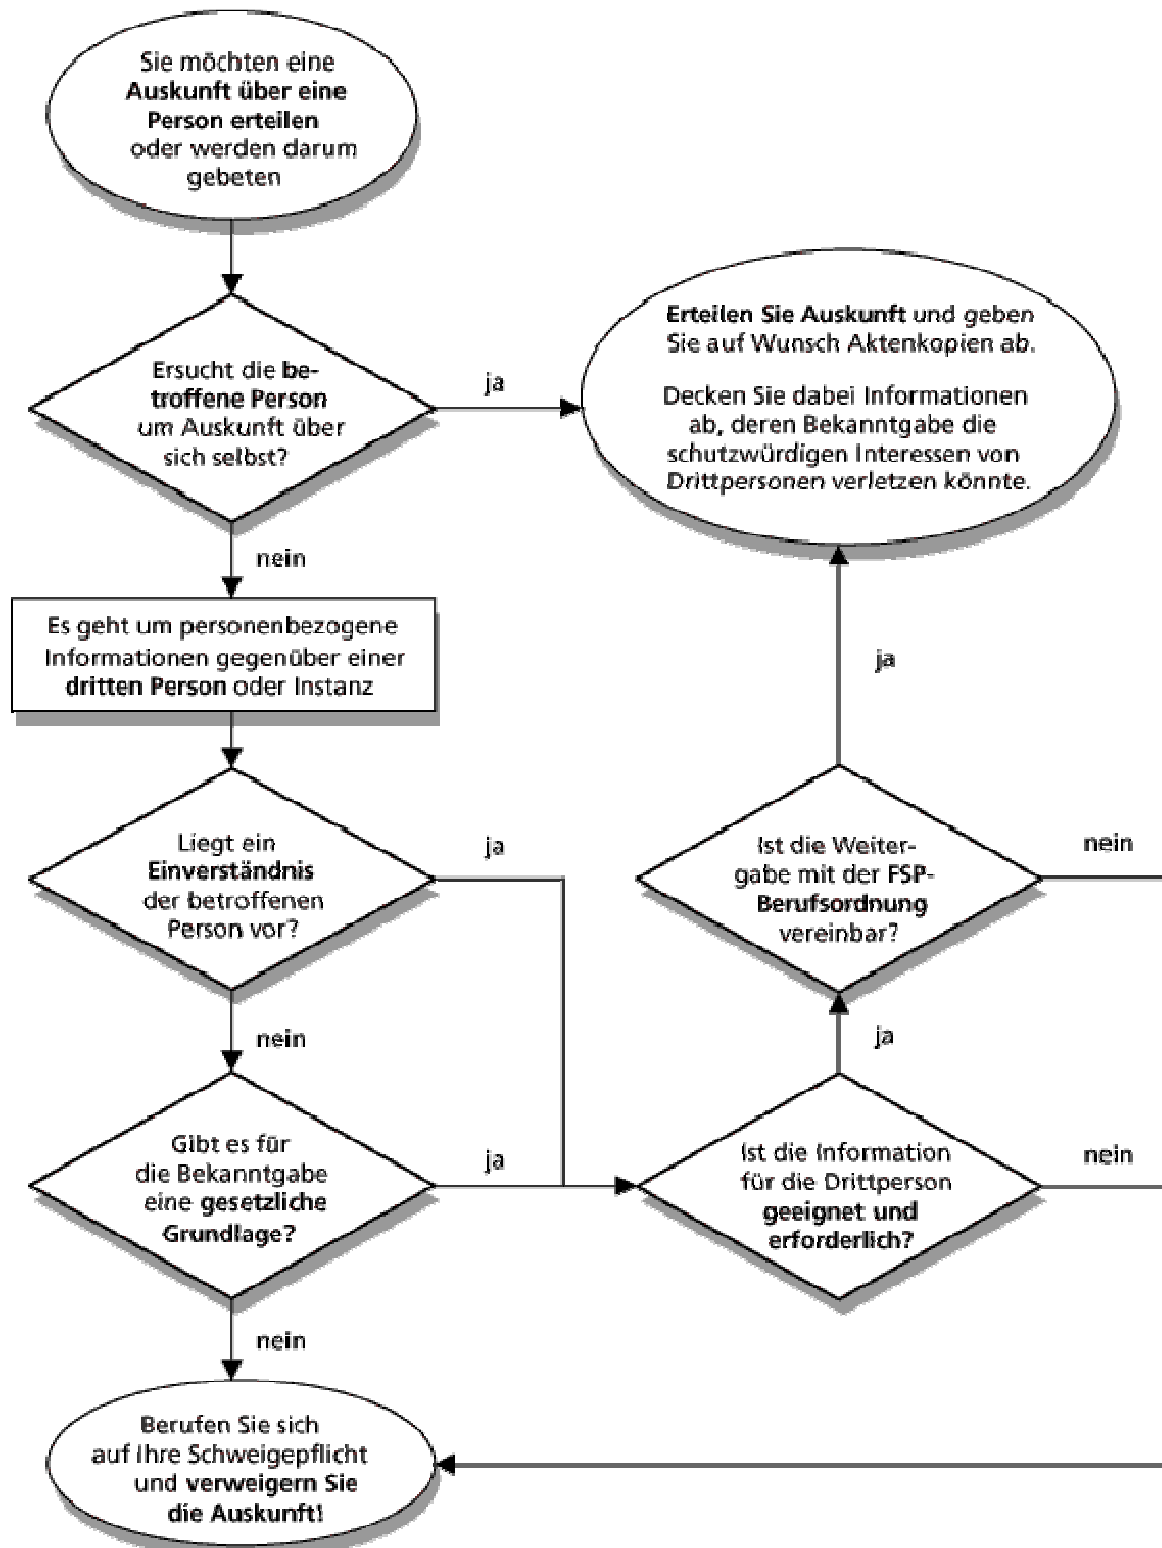 Sie möchten eine
Auskunft über eine
Person erteilen
oder werden darum
gebeten
Ersucht die be-
troffene Person
um Auskunft über
sich selbst?
ja
Erteilen Sie Auskunft und geben
Sie auf Wunsch Aktenkopien ab.
Decken Sie dabei Informationen
ab, deren Bekanntgabe die
schutzwürdigen Interessen von
Drittpersonen verletzen könnte.
nein
Es geht um personenbezogene
Informationen gegenüber einer
dritten Person oder Instanz
ja
Liegt ein
Einverständnis
der betroffenen
Person vor?
ja
Ist die Weiter-
gabe mit der FSP-
Berufsordnung
vereinbar?
nein
nein
ja
Gibt es für
die Bekanntgabe
eine gesetzliche
Grundlage?
ja
Ist die Information
für die Drittperson
geeignet und
erforderlich?
nein
nein
Berufen Sie sich
auf Ihre Schweigepflicht
und verweigern Sie
die Auskunft!